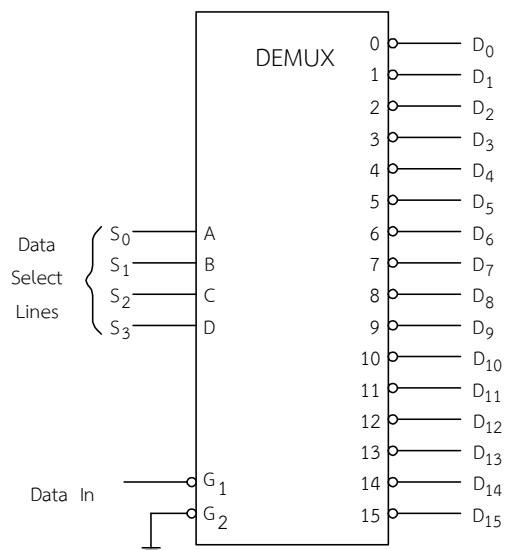 DEMUX
0 D0
1 D1
2 D2
3 D3
4 D4
5 D5
6 D6
7 D7
8 D8
9 D9
10 D10
11 D11
12 D12
13 D13
14 D14
15 D15
Data
Select
Lines
S0 A
S1 B
S2 C
S3 D
Data In
G1
G2